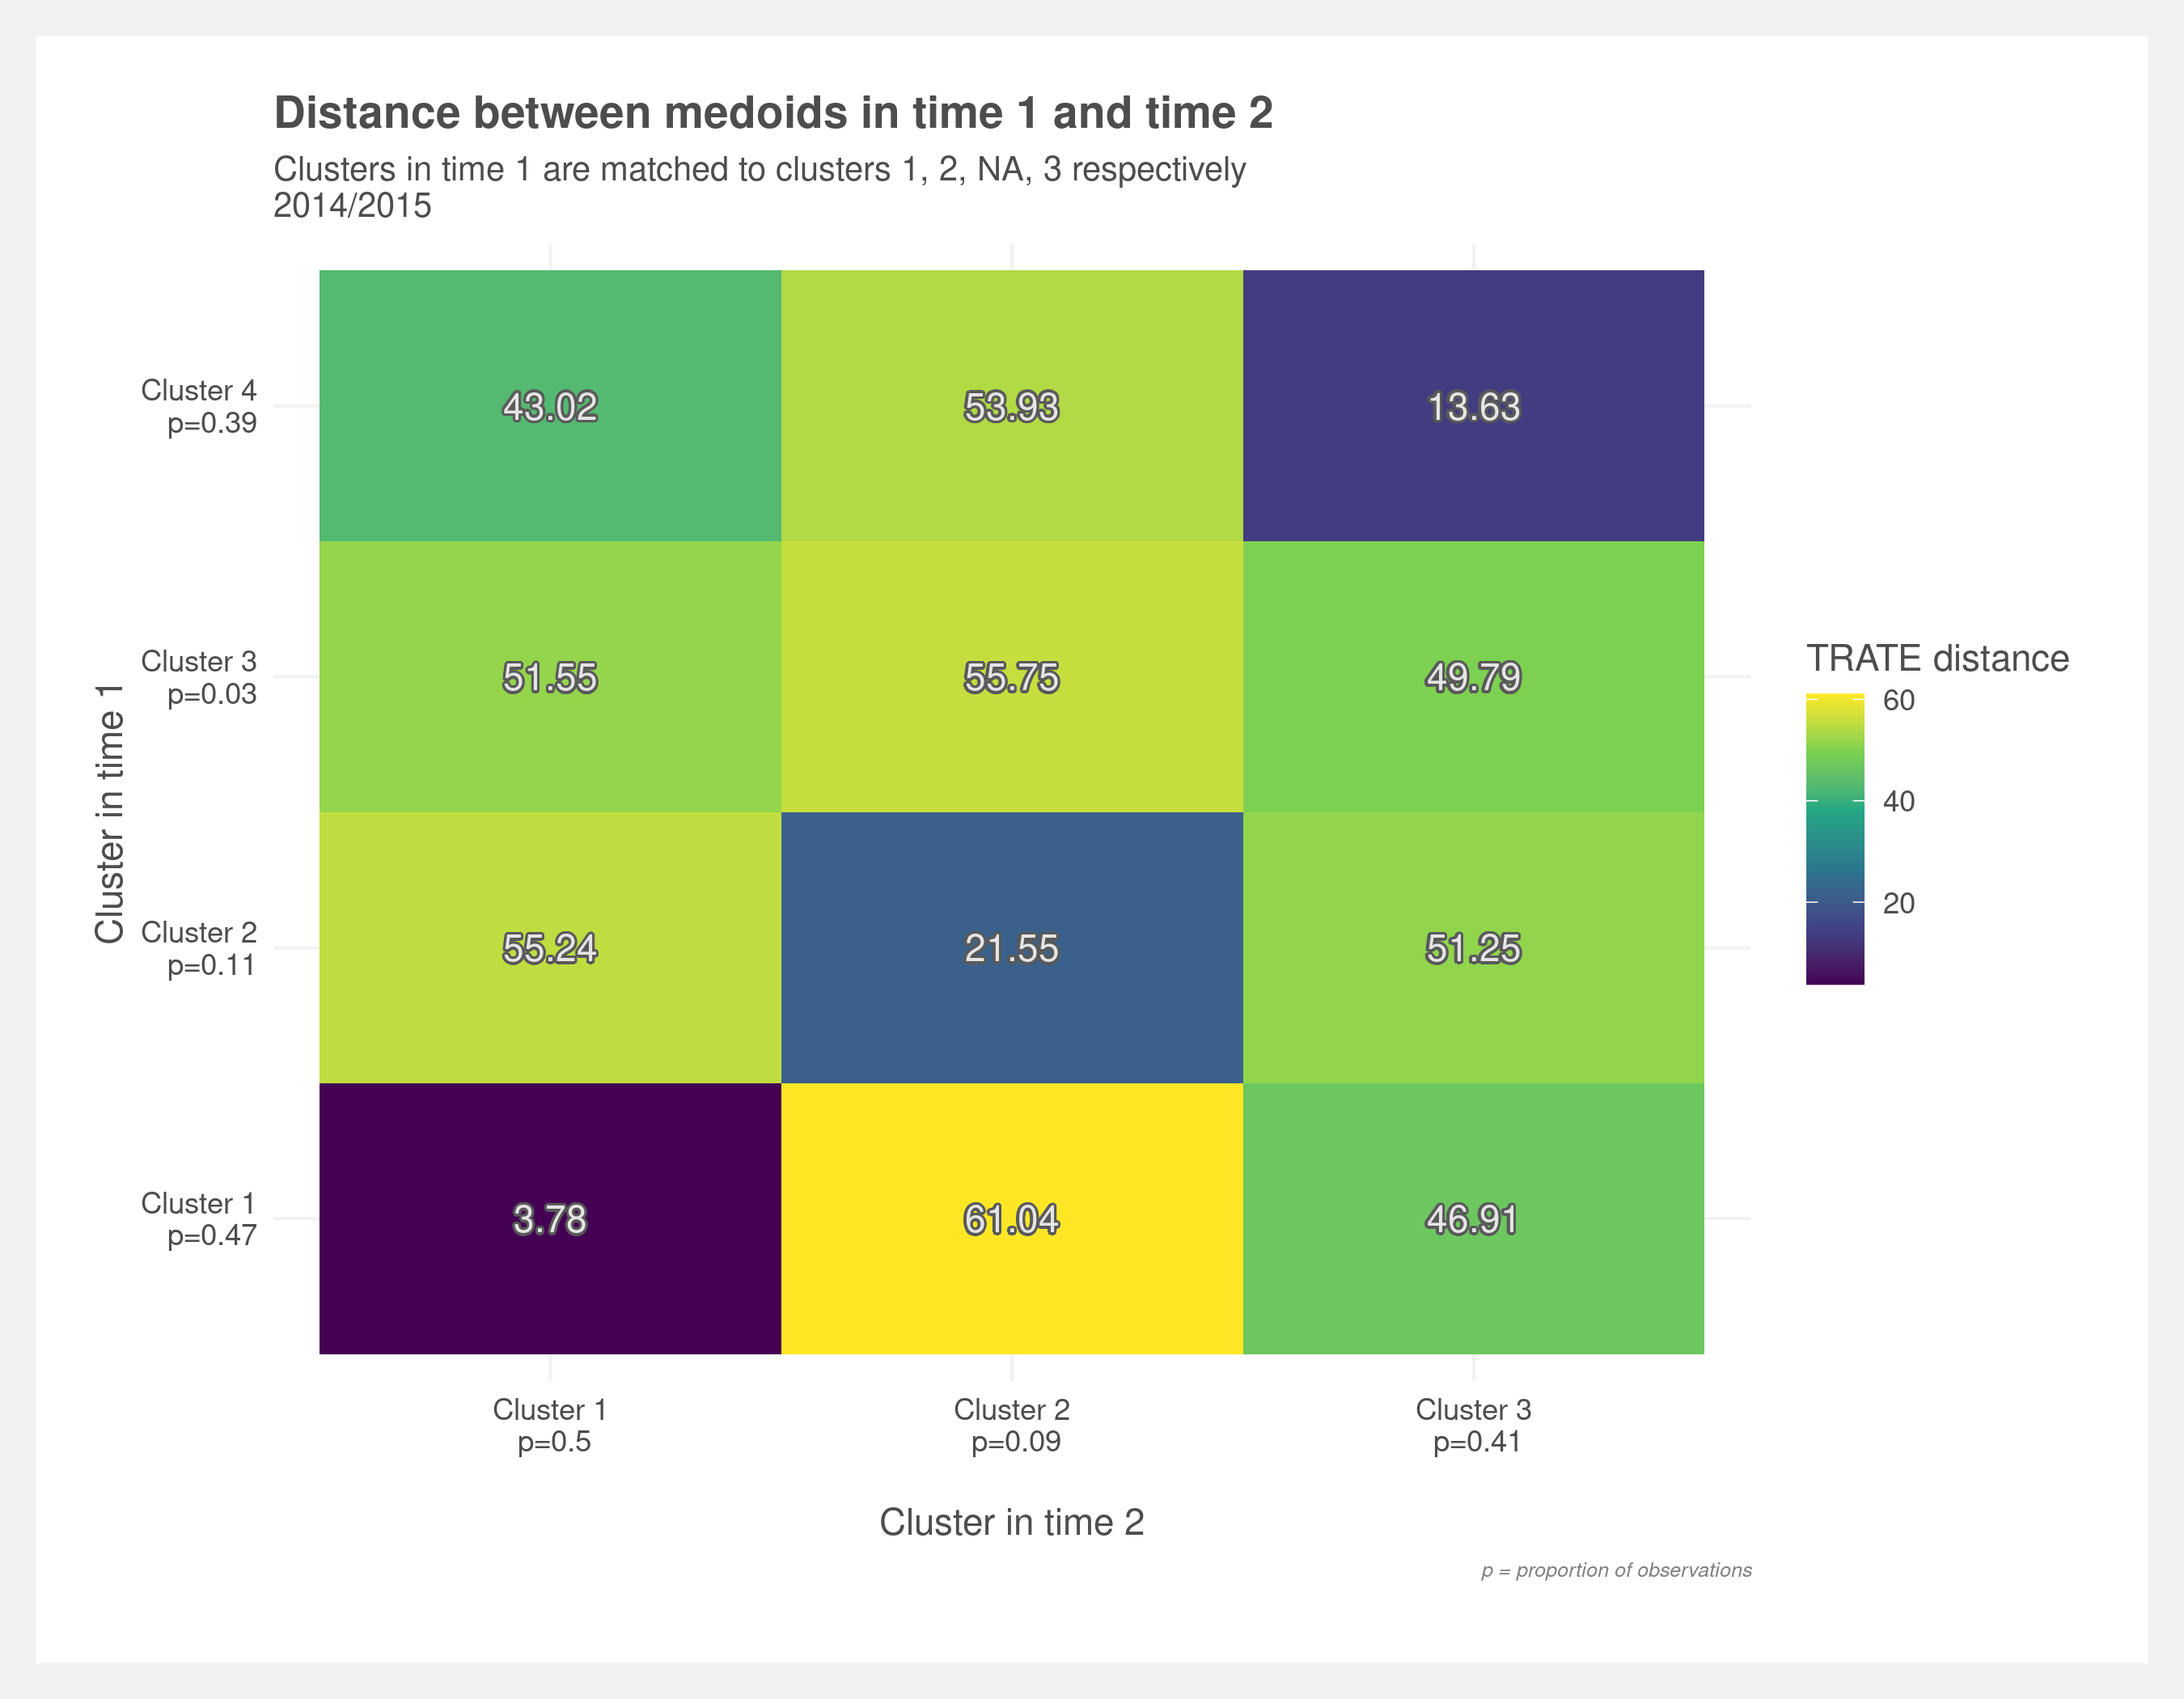 Distance between medoids in time 1 and time 2
Clusters in time 1 are matched to clusters 1, 2, NA, 3 respectively
2014/2015
Cluster in time 1
Cluster 4
p=0.39
43.02
53.93
13.63
Cluster 3
p=0.03
51.55
55.75
49.79
Cluster 2
p=0.11
55.24
21.55
51.25
Cluster 1
p=0.47
3.78
61.04
46.91
Cluster 1
p=0.5
Cluster 2
p=0.09
Cluster 3
p=0.41
Cluster in time 2
TRATE distance
60
40
20
p = proportion of observations